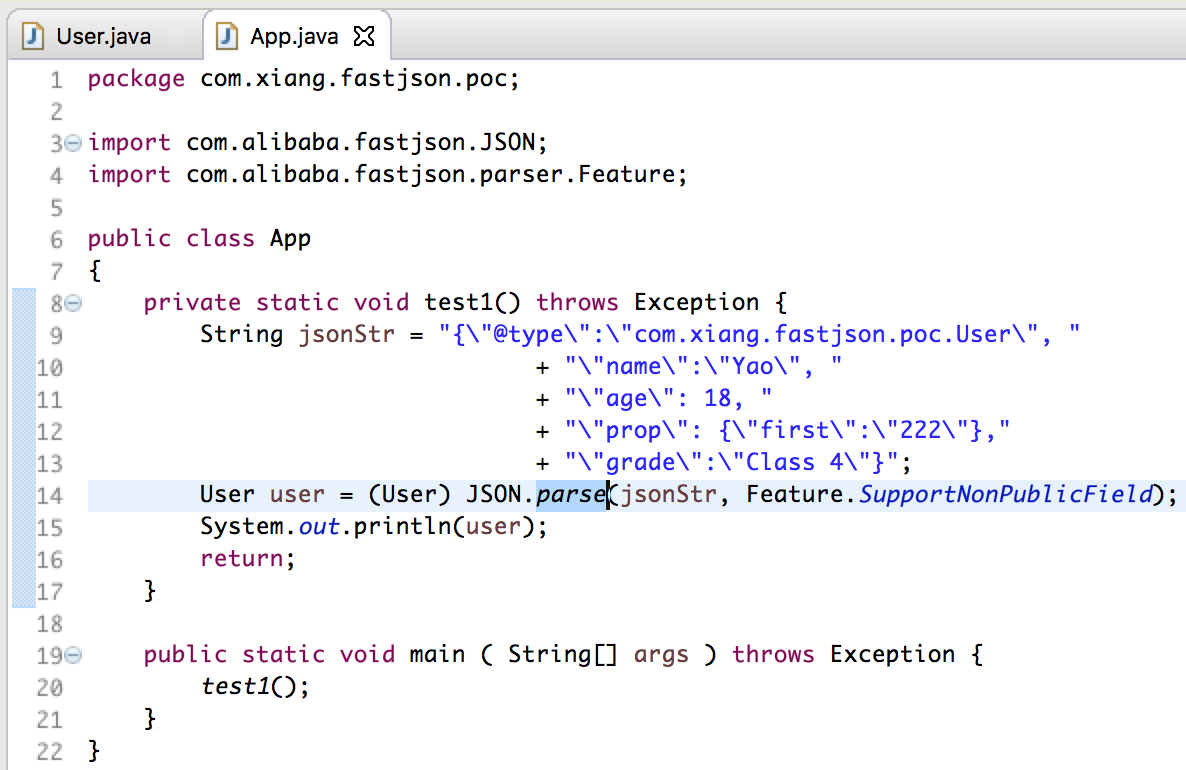 User.java App.java
1 package com.xiang.fastjson.poc;
2
3 import com.alibaba.fastjson.JSON;
4 import com.alibaba.fastjson.parser.Feature;
5
6 public class App
7 {
8     private static void test1() throws Exception {
9         String jsonStr = "{\"@type\":\"com.xiang.fastjson.poc.User\", "
10                                 + "\"name\":\"Yao\", "
11                                 + "\"age\": 18, "
12                                 + "\"prop\": {\"first\":\"222\"},"
13                                 + "\"grade\":\"Class 4\"}";
14         User user = (User) JSON.parse(jsonStr, Feature.SupportNonPublicField);
15         System.out.println(user);
16         return;
17     }
18
19     public static void main ( String[] args ) throws Exception {
20         test1();
21     }
22 }